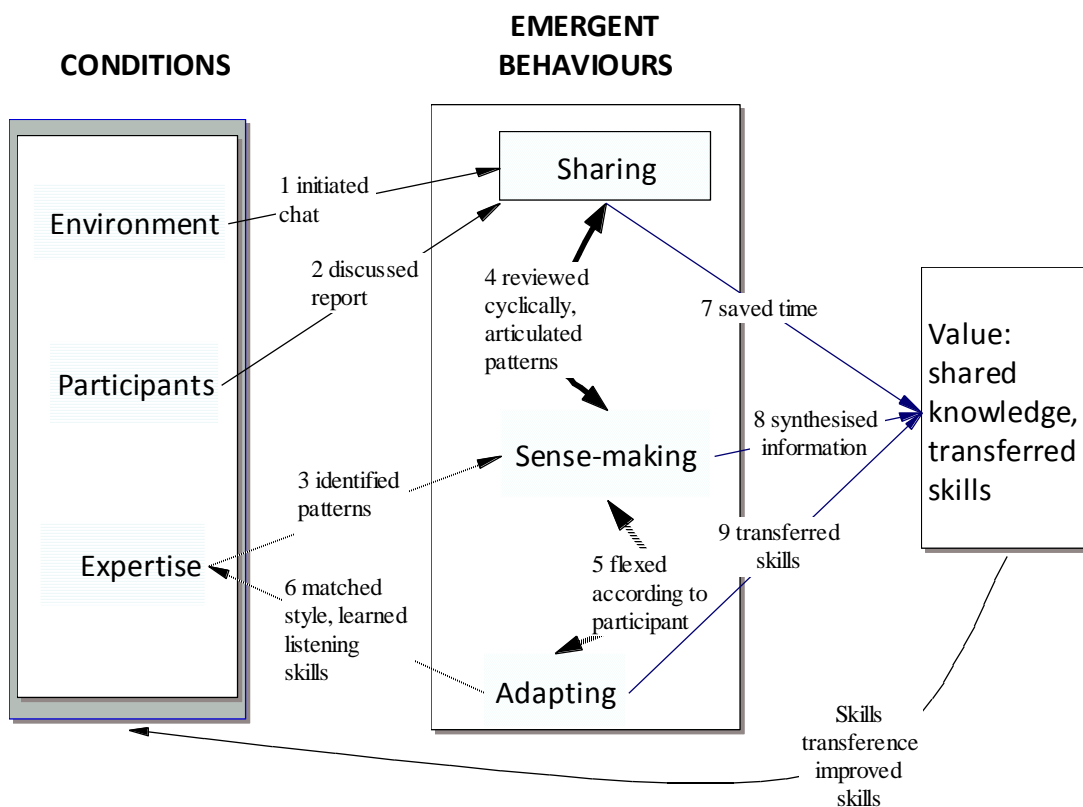 CONDITIONS
EMERGENT
BEHAVIOURS
Environment
Participants
Expertise
1 initiated
chat
2 discussed
report
3 identified
patterns
6 matched
style, learned
listening
skills
Sharing
4 reviewed
cyclically,
articulated
patterns
Sense-making
5 flexed
according to
participant
Adapting
7 saved time
8 synthesised
information
9 transferred
skills
Value:
shared
knowledge,
transferred
skills
Skills
transference
improved
skills